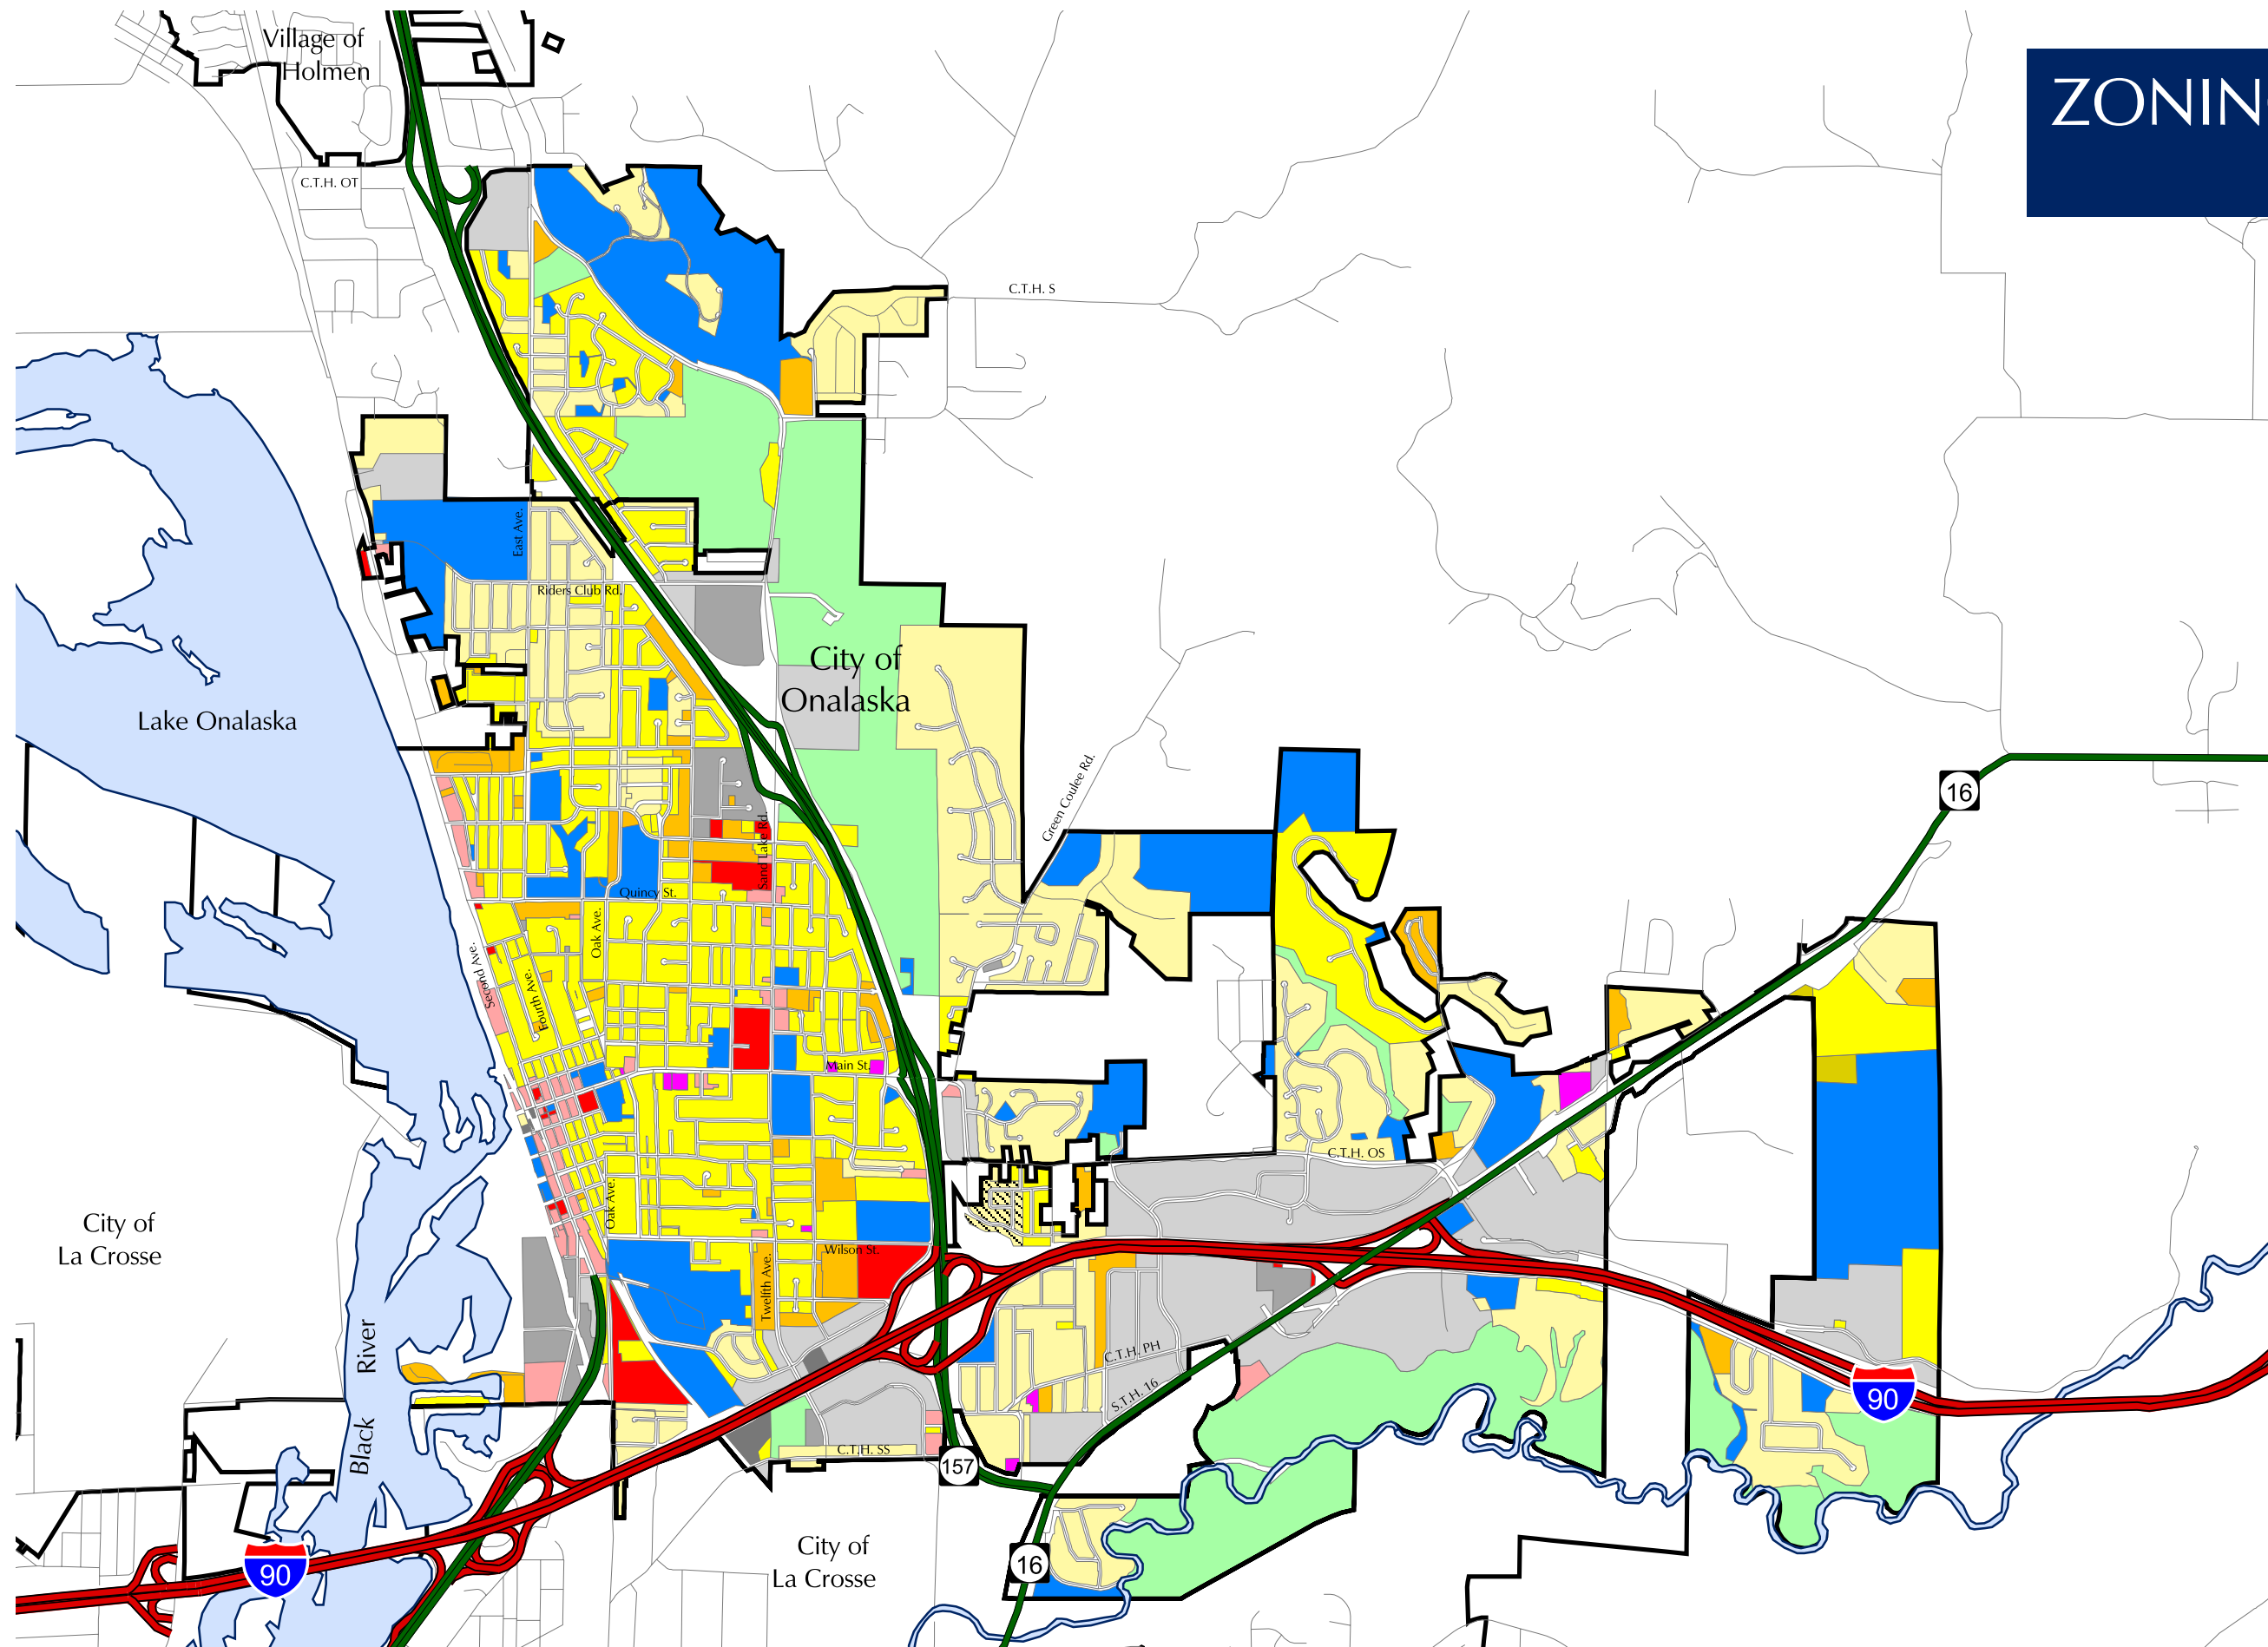 Village of
Holmen
ZONIN
C.T.H. OT
C.T.H. S
East Ave.
Riders Club Rd.
City of
Onalaska
Lake Onalaska
Green Coulee Rd.
16
Sand Lake Rd.
Quincy St.
Oak Ave.
Second Ave.
Fourth Ave.
Main St.
C.T.H. OS
City of
La Crosse
Oak Ave.
Wilson St.
Twelfth Ave.
C.T.H. PH
S.T.H. 16
90
Black River
C.T.H. SS
157
City of
La Crosse
16
90